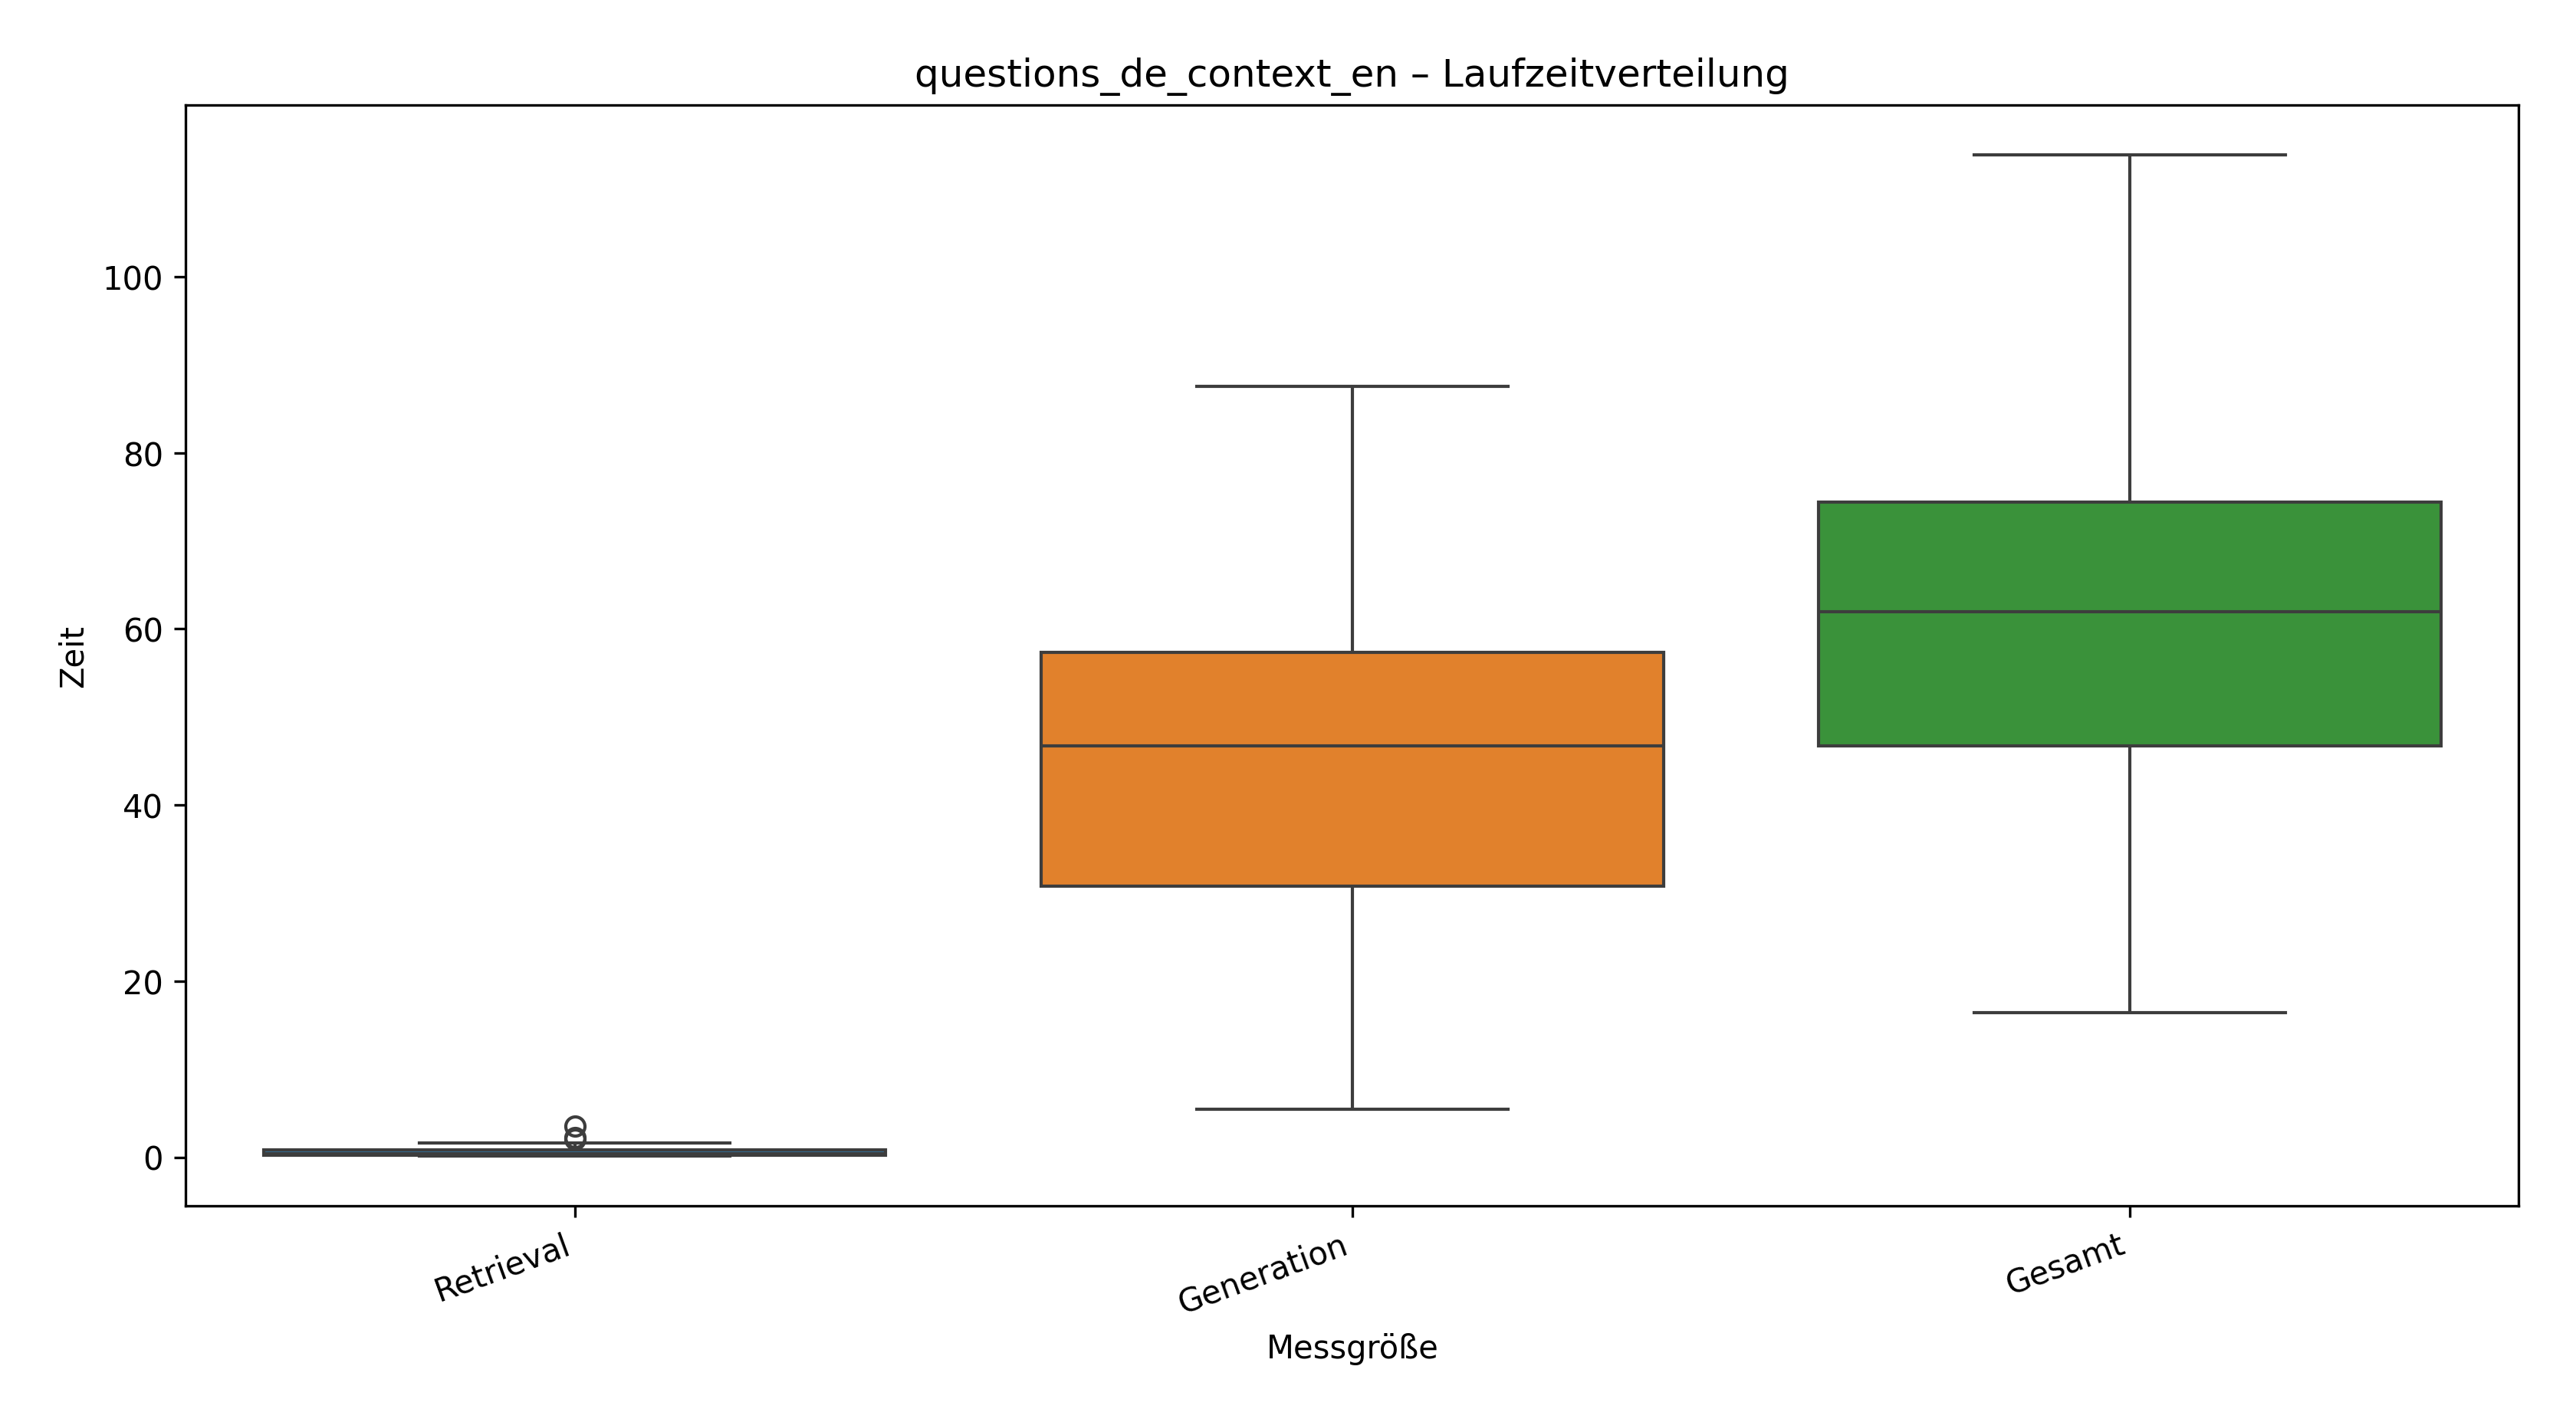 questions_de_context_en – Laufzeitverteilung
Zeit
100
80
60
40
20
0
Retrieval
Generation
Gesamt
Messgröße